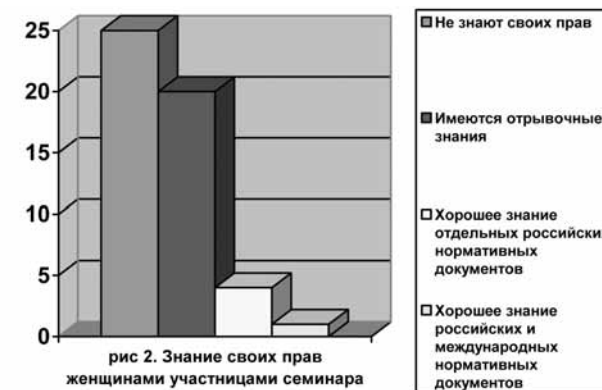 25
20
15
10
5
0
рис 2. Знание своих прав
женщинами участницами семинара
Не знают своих прав
Имеются отрывочные
знания
Хорошее знание
отдельных российски
нормативных
документов
Хорошее знание
российских и
международных
нормативных
документов